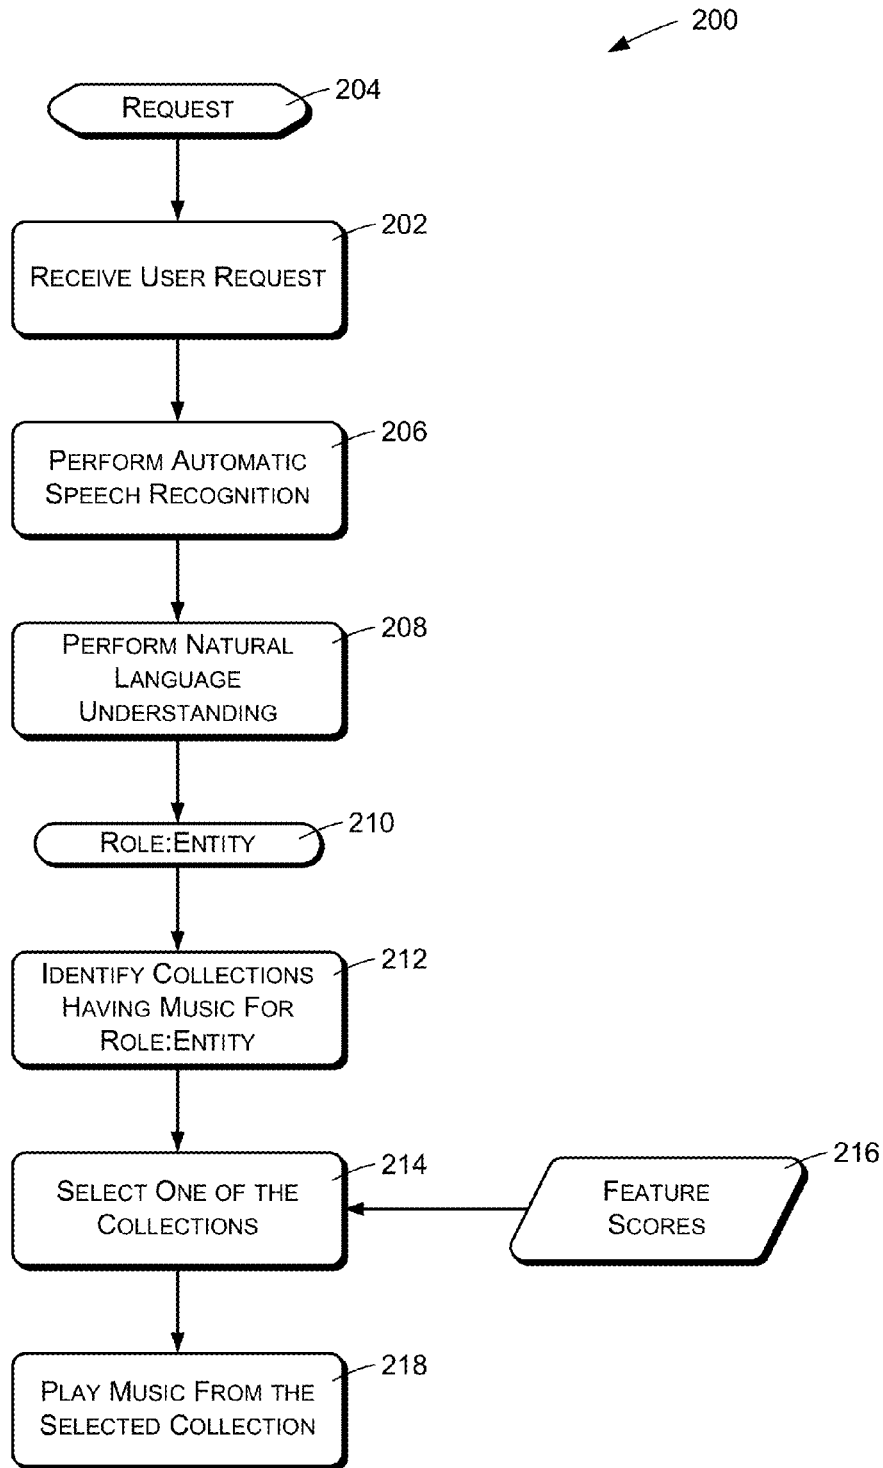 200
REQUEST
204
202
RECEIVE USER REQUEST
206
PERFORM AUTOMATIC
SPEECH RECOGNITION
208
PERFORM NATURAL
LANGUAGE
UNDERSTANDING
210
ROLE:ENTITY
212
IDENTIFY COLLECTIONS
HAVING MUSIC FOR
ROLE:ENTITY
214
SELECT ONE OF THE
COLLECTIONS
216
FEATURE
SCORES
218
PLAY MUSIC FROM THE
SELECTED COLLECTION